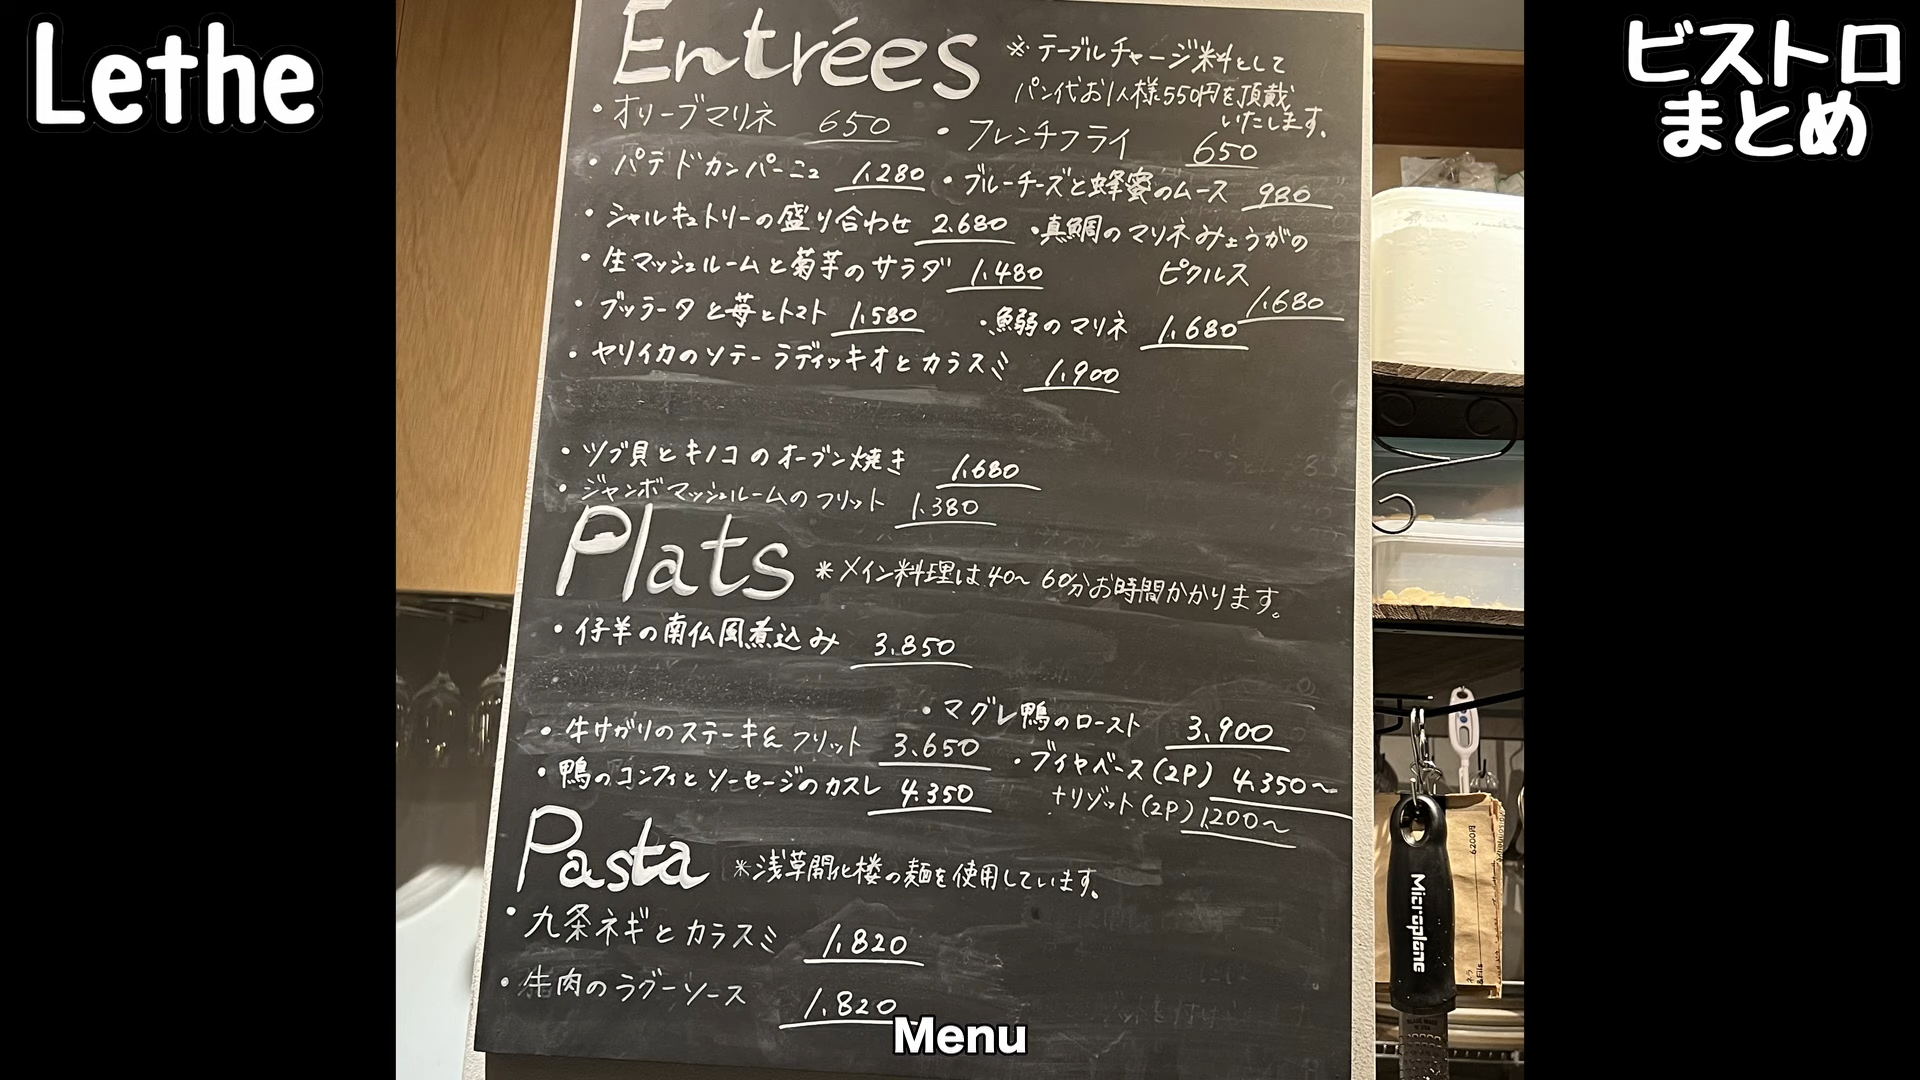 Lethe
ビストロ
まとめ
Entrées
※テーブルチャージ料として
パン代お1人様550円を頂戴
いたします。
・オリーブマリネ 650
・フレンチフライ 650
・パテドカンパーニュ 1.280
・ブルーチーズと蜂蜜のムース 980
・シャルキュトリーの盛り合わせ 2.680
・真鯛のマリネみょうがの
ピクルス
1.680
・生マッシュルームと菊芋のサラダ 1.480
・ブッラータと苺とトマト 1.580
・鰯のマリネ 1.680
・ヤリイカのソテーラディッキオとカラスミ 1.900
・ツブ貝とキノコのオーブン焼き 1.680
・ジャンボマッシュルームのフリット 1.380
Plats
※メイン料理は40〜60分お時間かかります。
・仔羊の南仏風煮込み 3.850
・マグレ鴨のロースト 3.900
・牛サガリのステーキ& フリット 3.650
・ブイヤベース(2P) 4.350〜
+リゾット(2P) 1200〜
・鴨のコンフィとソーセージのカスレ 4.350
Pasta
※浅草開化楼の麺を使用しています。
・九条ネギとカラスミ 1.820
・牛肉のラグーソース 1.820
Menu
Microplane
6200円